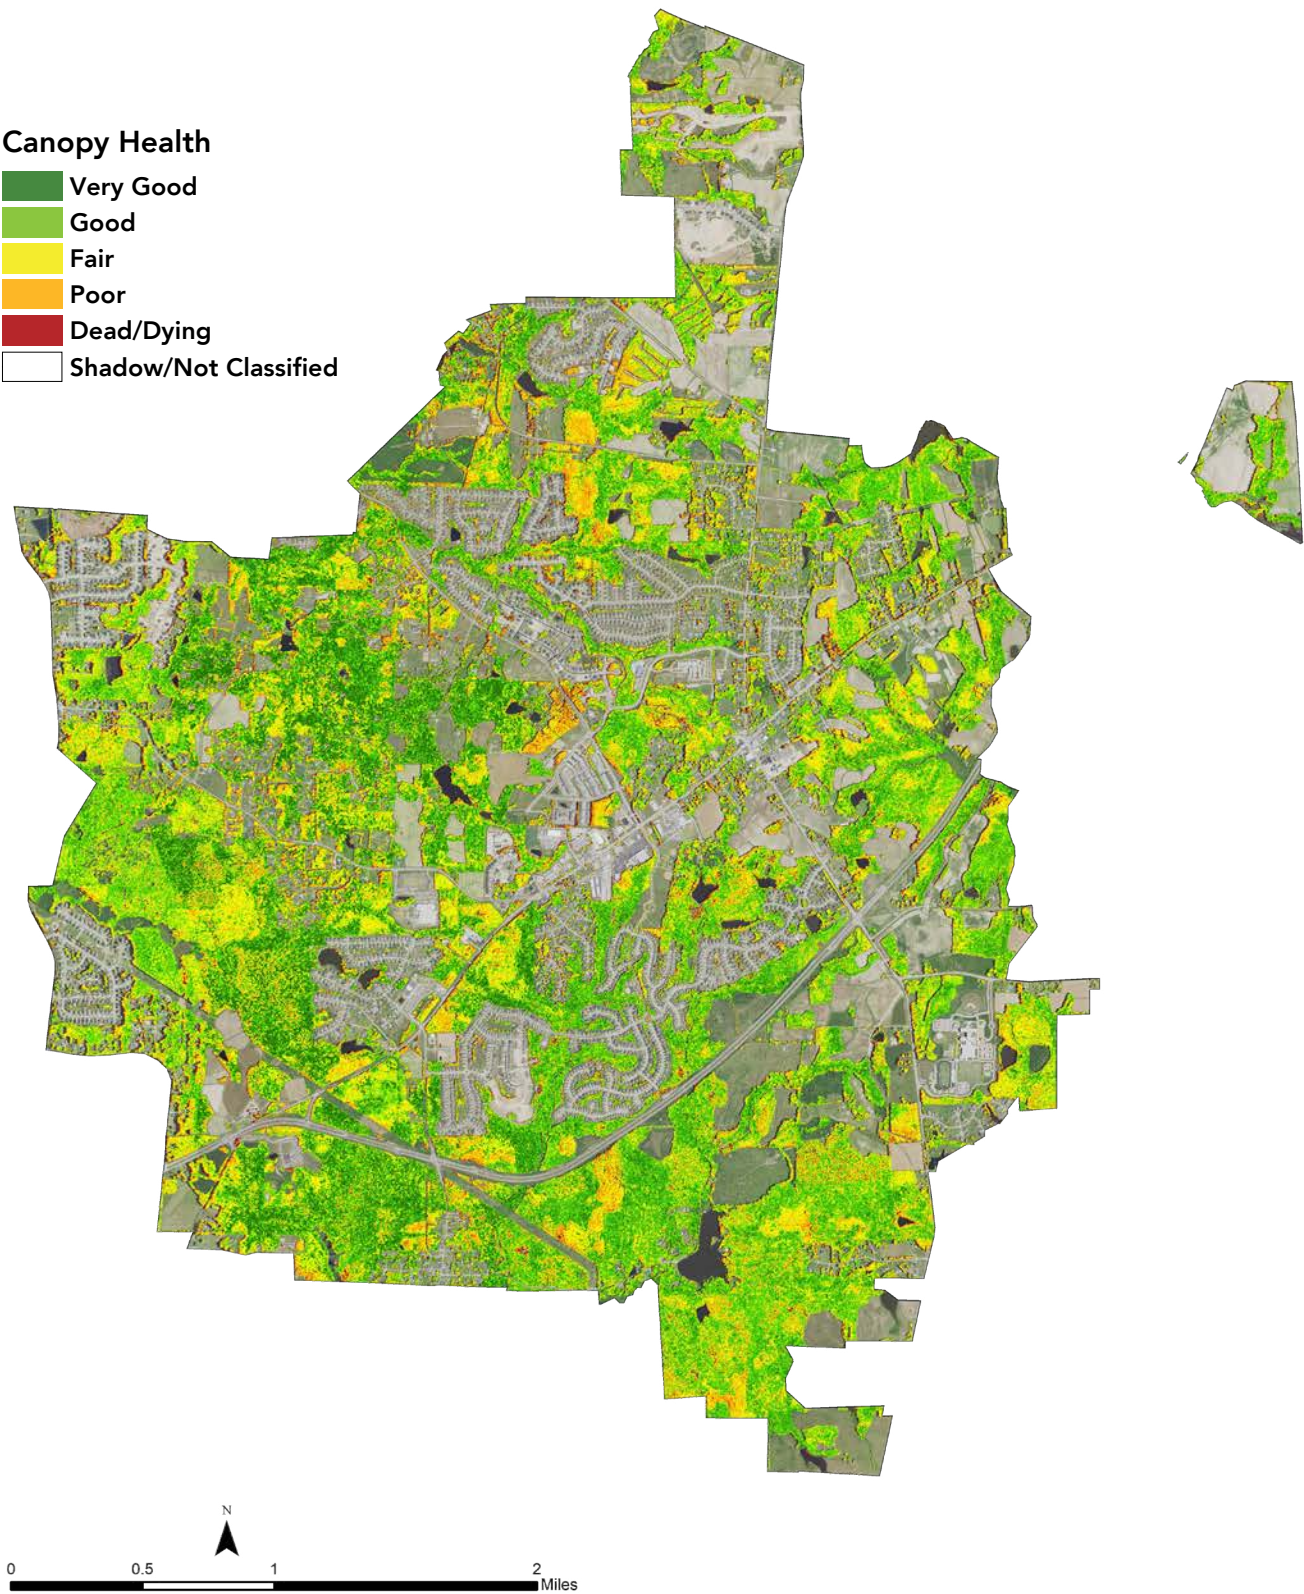 Canopy Health
Very Good
Good
Fair
Poor
Dead/Dying
Shadow/Not Classified
N
0 0.5 1 2
Miles